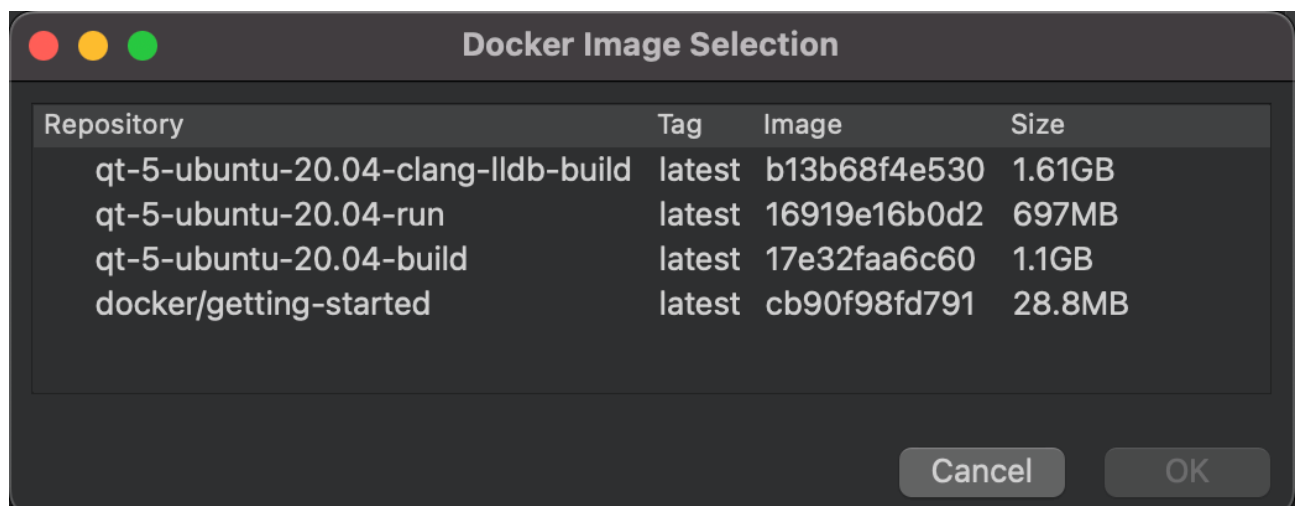 Docker Image Selection
Repository Tag Image Size
qt-5-ubuntu-20.04-clang-lldb-build latest b13b68f4e530 1.61GB
qt-5-ubuntu-20.04-run latest 16919e16b0d2 697MB
qt-5-ubuntu-20.04-build latest 17e32faa6c60 1.1GB
docker/getting-started latest cb90f98fd791 28.8MB
Cancel OK